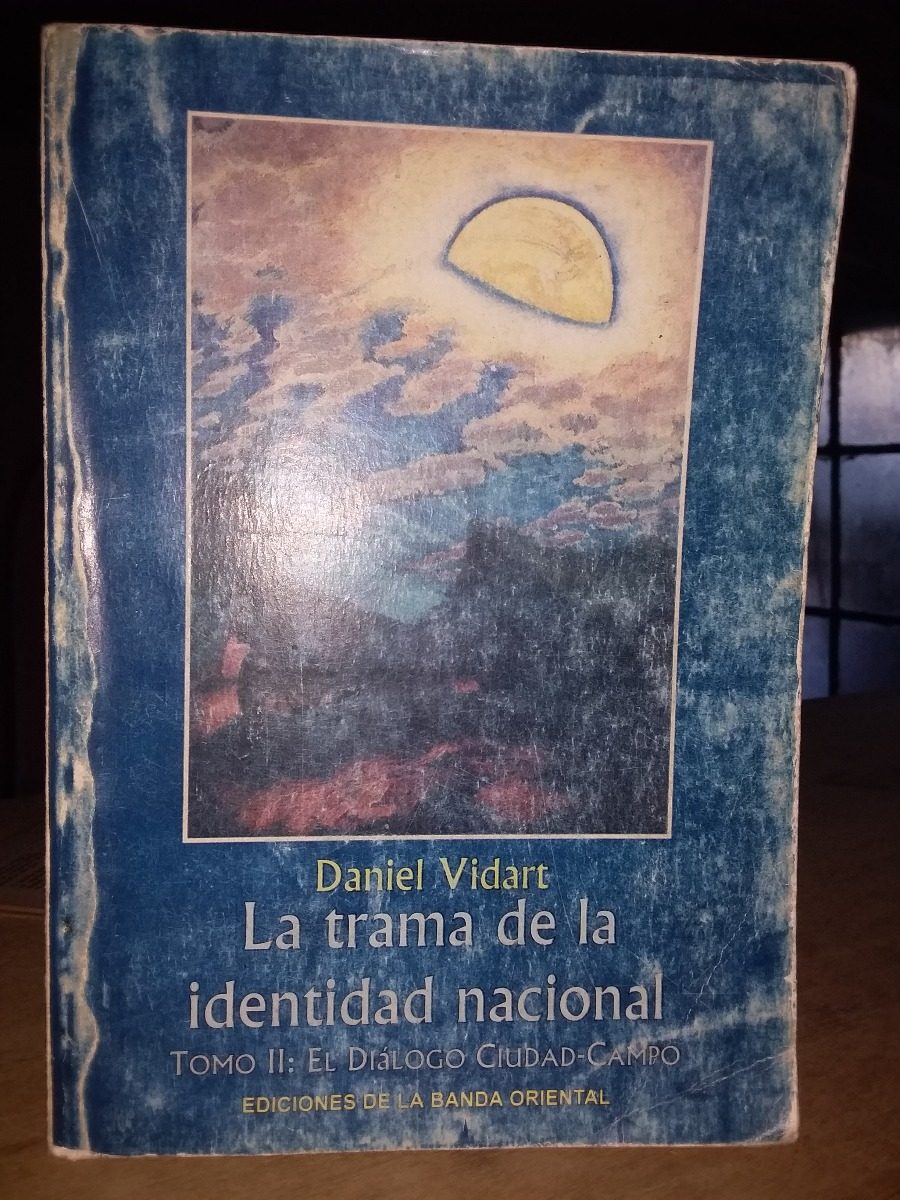 Daniel Vidart
La trama de la
identidad nacional
TOMO II: EL DIáLOGO CIUDAD-CAMPO
EDICIONES DE LA BANDA ORIENTAL